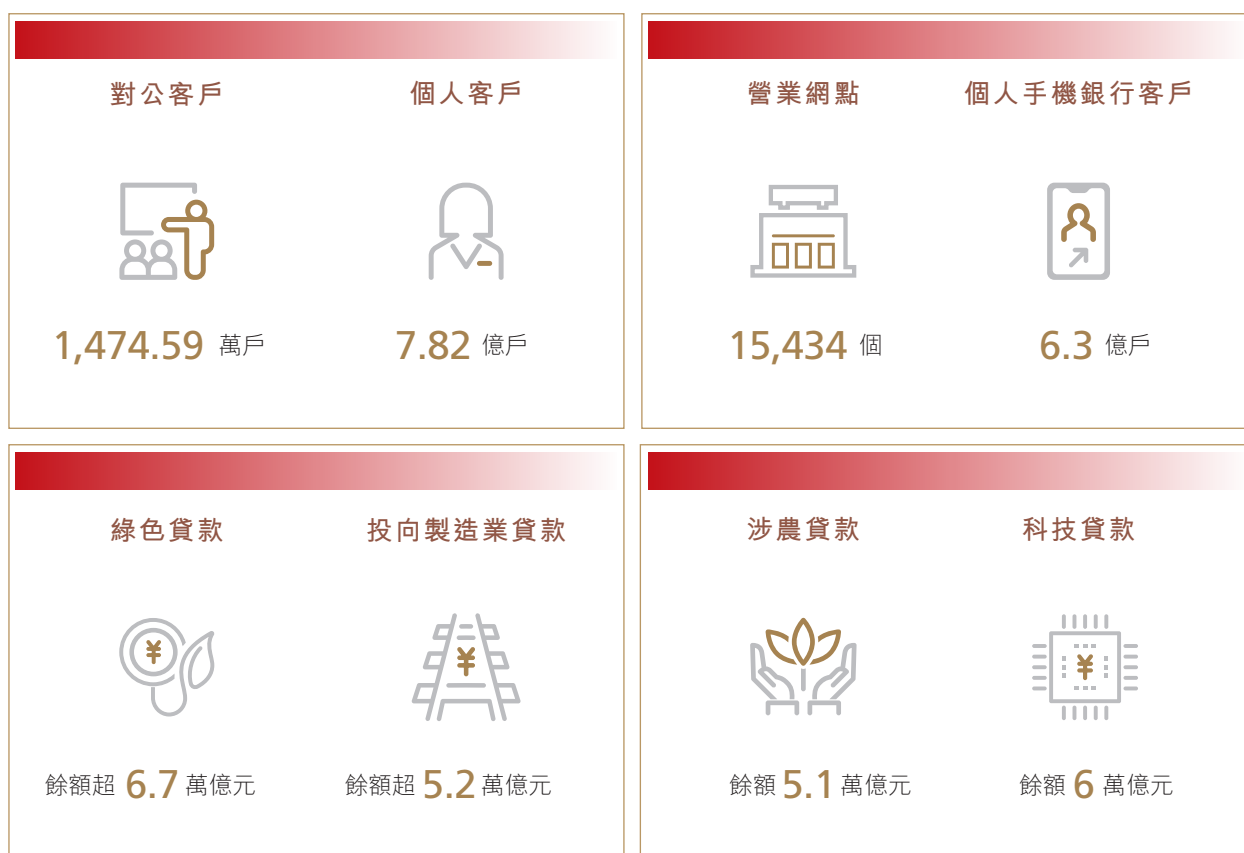 對公客戶
個人客戶
1,474.59 萬戶
7.82 億戶
營業網點
個人手機銀行客戶
15,434 個
6.3 億戶
綠色貸款
投向製造業貸款
¥
¥
餘額超 6.7 萬億元
餘額超 5.2 萬億元
涉農貸款
科技貸款
¥
餘額 5.1 萬億元
餘額 6 萬億元